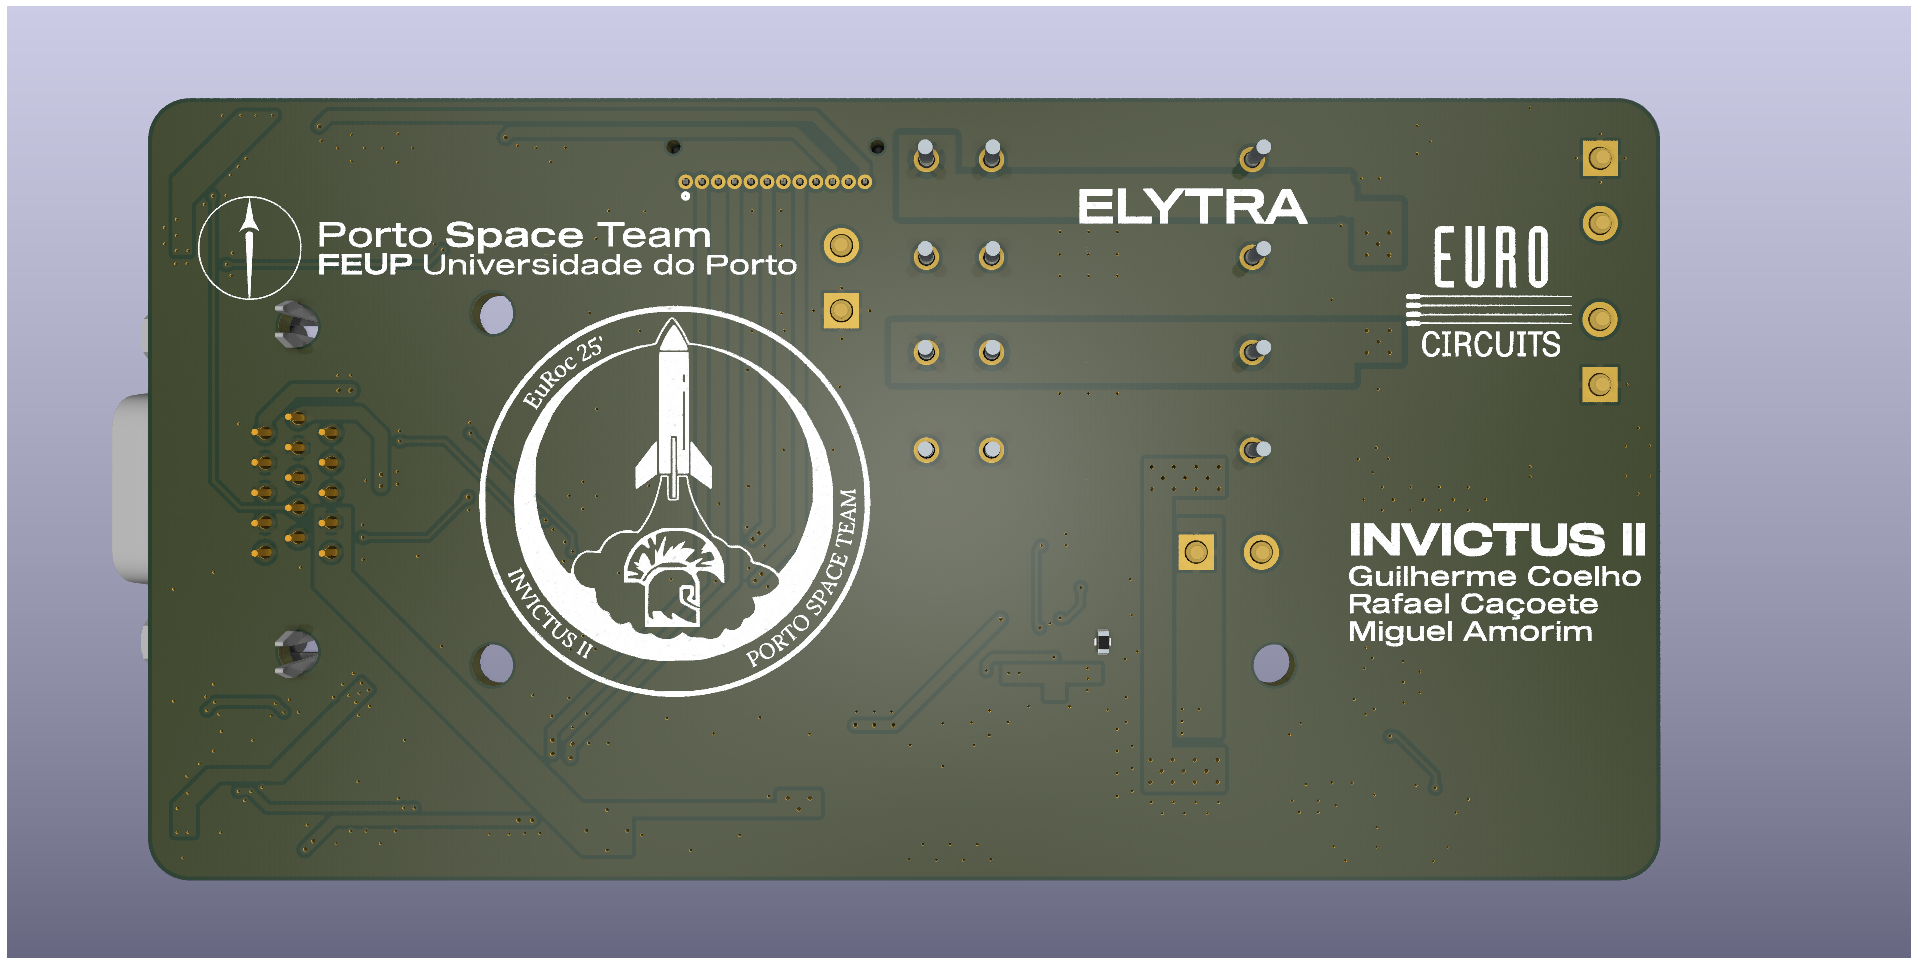 ELYTRA
Porto Space Team
FEUP Universidade do Porto
EURO
CIRCUITS
EuRoc 25'
INVICTUS II
PORTO SPACE TEAM
INVICTUS II
Guilherme Coelho
Rafael Caçoete
Miguel Amorim